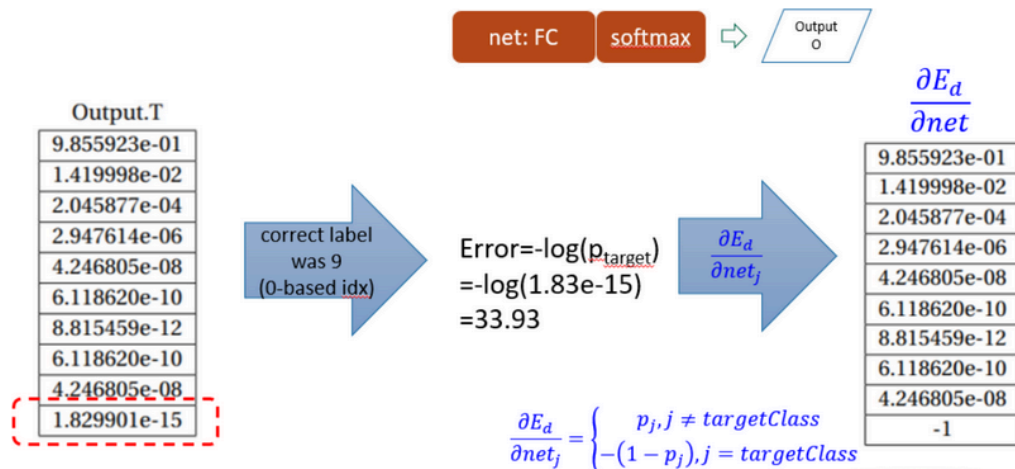 net: FC
softmax
Output
O
Output.T
9.855923e-01
1.419998e-02
2.045877e-04
2.947614e-06
4.246805e-08
6.118620e-10
8.815459e-12
6.118620e-10
4.246805e-08
1.829901e-15
correct label
was 9
(0-based idx)
Error=-log(p_target)
=-log(1.83e-15)
=33.93
∂E_d
∂net_j
∂E_d
∂net
9.855923e-01
1.419998e-02
2.045877e-04
2.947614e-06
4.246805e-08
6.118620e-10
8.815459e-12
6.118620e-10
4.246805e-08
-1
∂E_d/∂net_j = { p_j, j ≠ targetClass
−(1 − p_j), j = targetClass